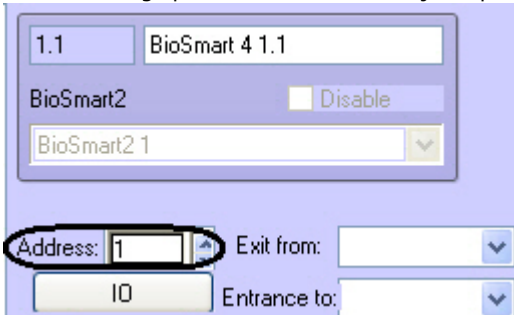 1.1 BioSmart 4 1.1
BioSmart2 Disable
BioSmart2 1
Address: 1 Exit from:
IO Entrance to: